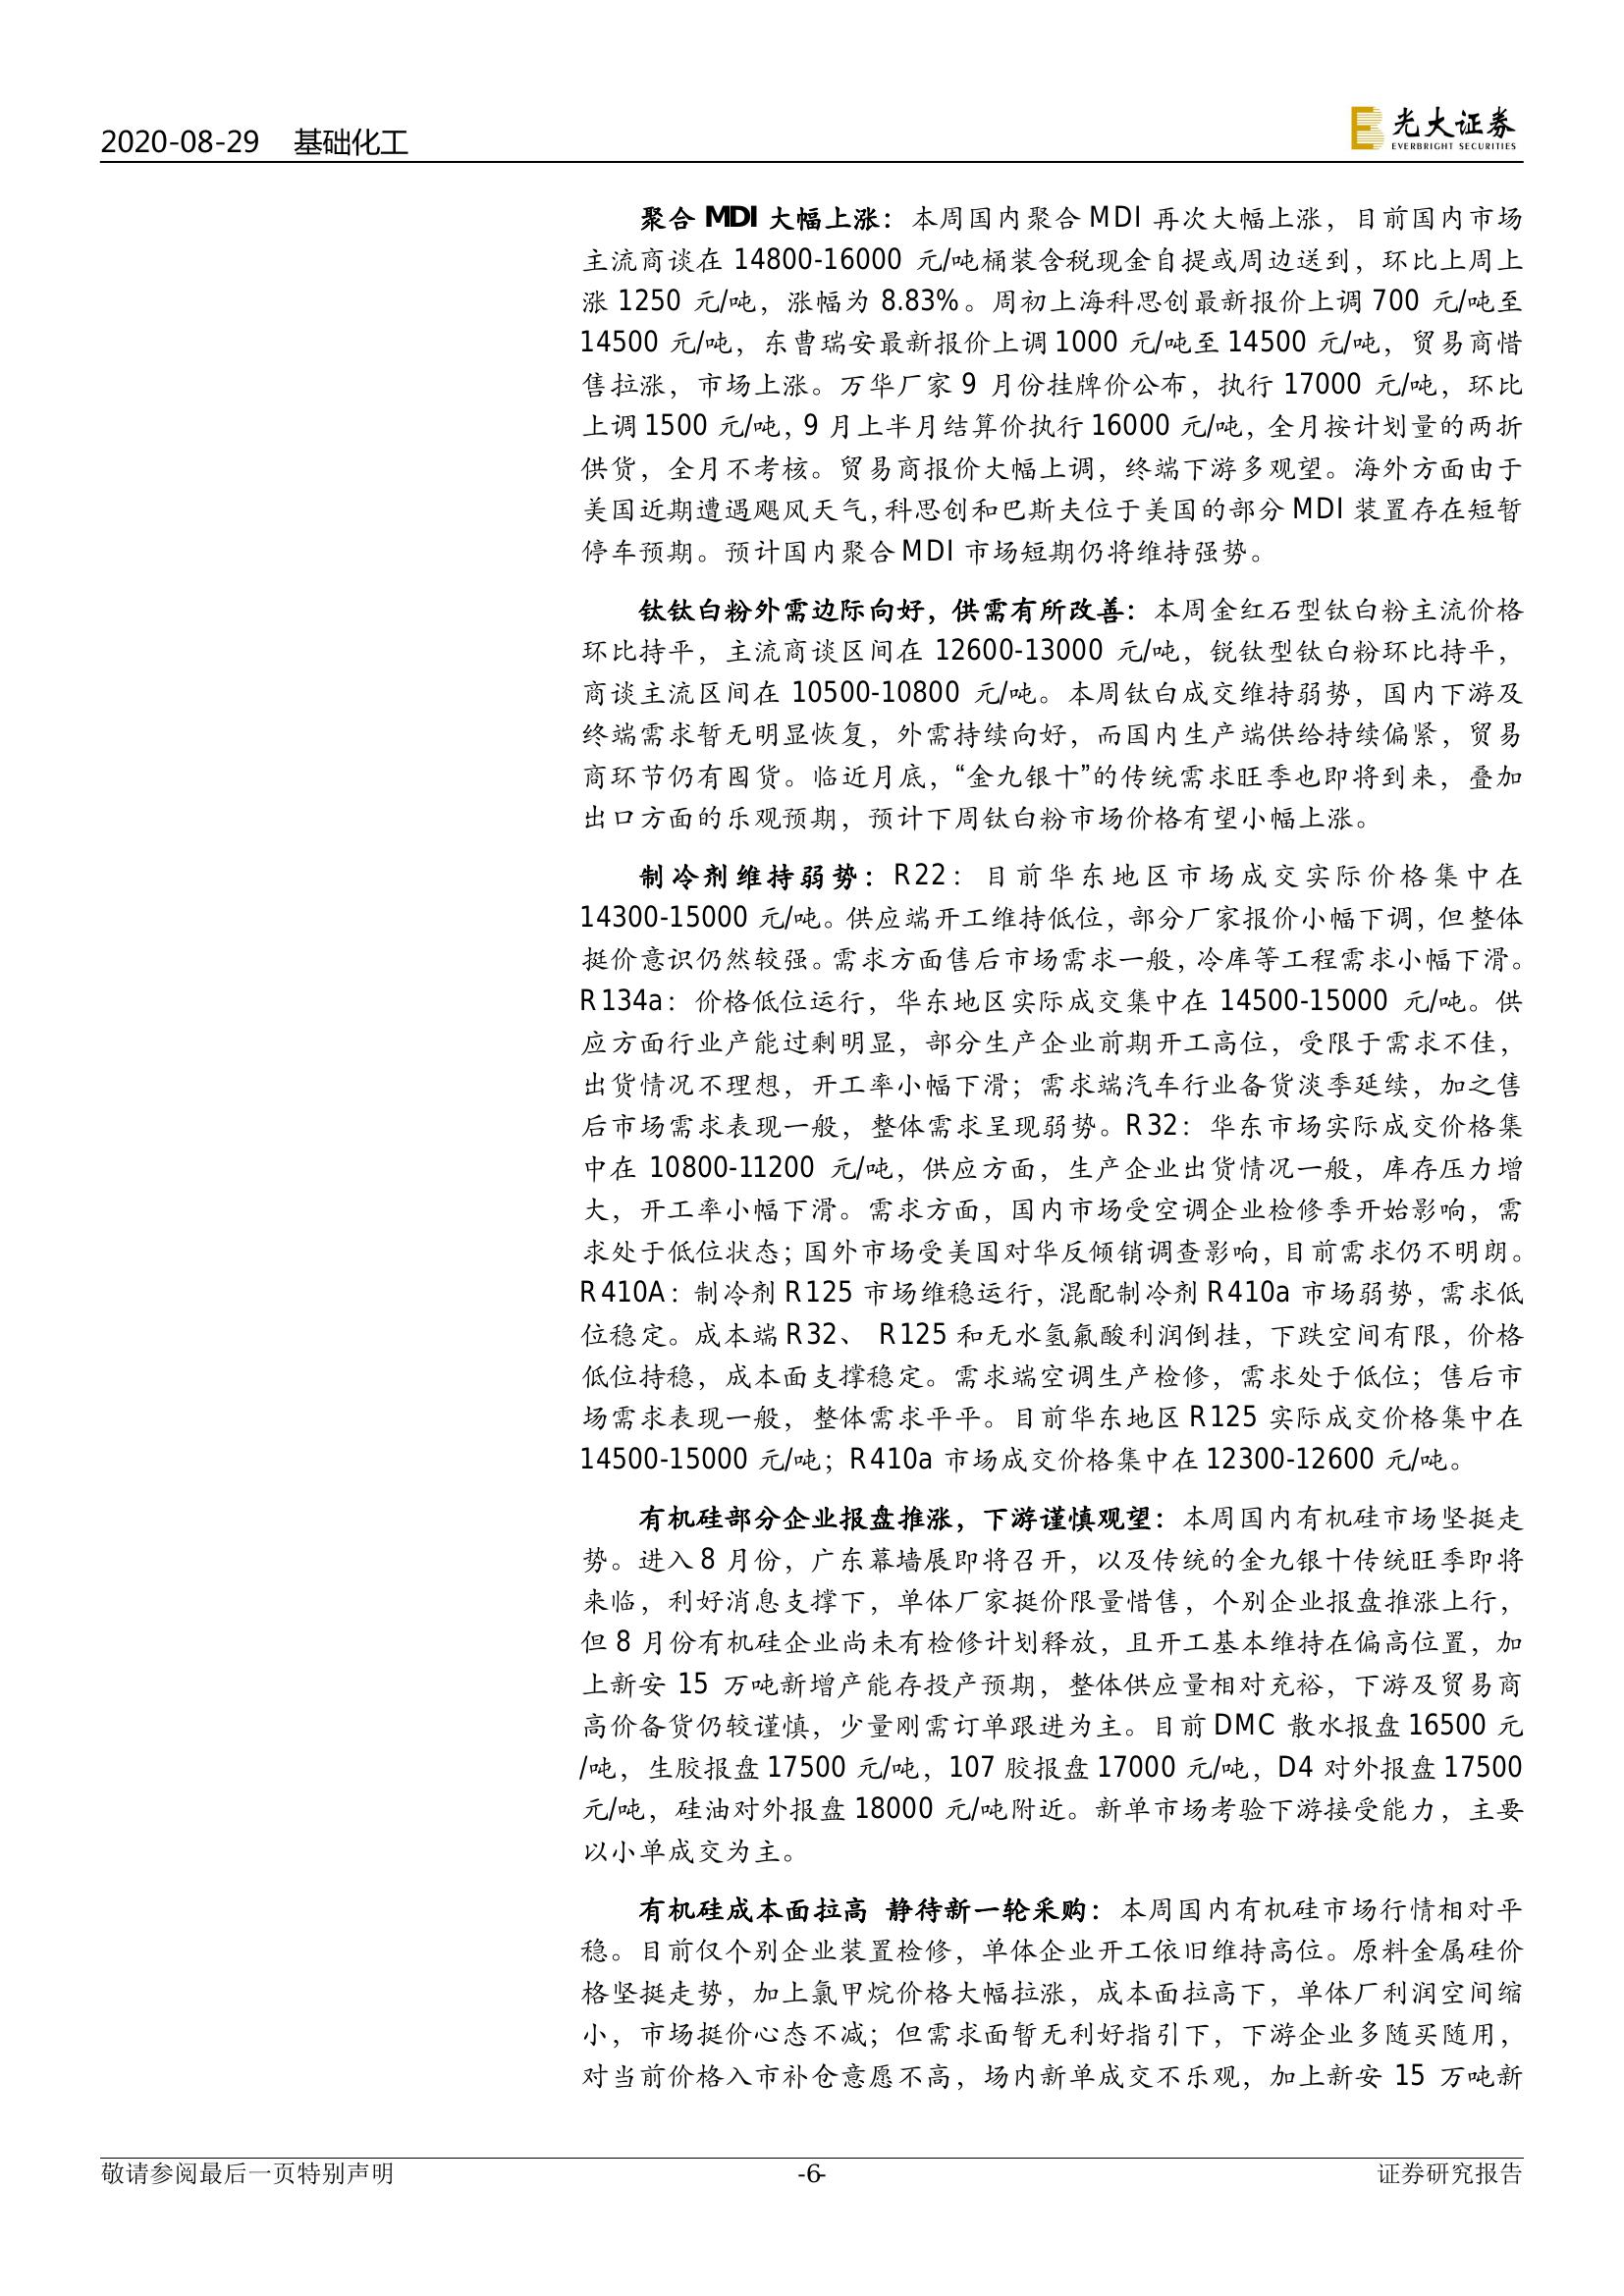 2020-08-29 基础化工
光大证券
EVERBRIGHT SECURITIES
聚合 MDI 大幅上涨：本周国内聚合 MDI 再次大幅上涨，目前国内市场
主流商谈在 14800-16000 元/吨桶装含税现金自提或周边送到，环比上周上
涨 1250 元/吨，涨幅为 8.83%。周初上海科思创最新报价上调 700 元/吨至
14500 元/吨，东曹瑞安最新报价上调 1000 元/吨至 14500 元/吨，贸易商惜
售拉涨，市场上涨。万华厂家 9 月份挂牌价公布，执行 17000 元/吨，环比
上调 1500 元/吨，9 月上半月结算价执行 16000 元/吨，全月按计划量的两折
供货，全月不考核。贸易商报价大幅上调，终端下游多观望。海外方面由于
美国近期遭遇飓风天气，科思创和巴斯夫位于美国的部分 MDI 装置存在短暂
停车预期。预计国内聚合 MDI 市场短期仍将维持强势。
钛钛白粉外需边际向好，供需有所改善：本周金红石型钛白粉主流价格
环比持平，主流商谈区间在 12600-13000 元/吨，锐钛型钛白粉环比持平，
商谈主流区间在 10500-10800 元/吨。本周钛白成交维持弱势，国内下游及
终端需求暂无明显恢复，外需持续向好，而国内生产端供给持续偏紧，贸易
商环节仍有囤货。临近月底，“金九银十”的传统需求旺季也即将到来，叠加
出口方面的乐观预期，预计下周钛白粉市场价格有望小幅上涨。
制冷剂维持弱势：R22：目前华东地区市场成交实际价格集中在
14300-15000 元/吨。供应端开工维持低位，部分厂家报价小幅下调，但整体
挺价意识仍然较强。需求方面售后市场需求一般，冷库等工程需求小幅下滑。
R134a：价格低位运行，华东地区实际成交集中在 14500-15000 元/吨。供
应方面行业产能过剩明显，部分生产企业前期开工高位，受限于需求不佳，
出货情况不理想，开工率小幅下滑；需求端汽车行业备货淡季延续，加之售
后市场需求表现一般，整体需求呈现弱势。R32：华东市场实际成交价格集
中在 10800-11200 元/吨，供应方面，生产企业出货情况一般，库存压力增
大，开工率小幅下滑。需求方面，国内市场受空调企业检修季开始影响，需
求处于低位状态；国外市场受美国对华反倾销调查影响，目前需求仍不明朗。
R410A：制冷剂 R125 市场维稳运行，混配制冷剂 R410a 市场弱势，需求低
位稳定。成本端 R32、 R125 和无水氢氟酸利润倒挂，下跌空间有限，价格
低位持稳，成本面支撑稳定。需求端空调生产检修，需求处于低位；售后市
场需求表现一般，整体需求平平。目前华东地区 R125 实际成交价格集中在
14500-15000 元/吨；R410a 市场成交价格集中在 12300-12600 元/吨。
有机硅部分企业报盘推涨，下游谨慎观望：本周国内有机硅市场坚挺走
势。进入 8 月份，广东幕墙展即将召开，以及传统的金九银十传统旺季即将
来临，利好消息支撑下，单体厂家挺价限量惜售，个别企业报盘推涨上行，
但 8 月份有机硅企业尚未有检修计划释放，且开工基本维持在偏高位置，加
上新安 15 万吨新增产能存投产预期，整体供应量相对充裕，下游及贸易商
高价备货仍较谨慎，少量刚需订单跟进为主。目前 DMC 散水报盘 16500 元
/吨，生胶报盘 17500 元/吨，107 胶报盘 17000 元/吨，D4 对外报盘 17500
元/吨，硅油对外报盘 18000 元/吨附近。新单市场考验下游接受能力，主要
以小单成交为主。
有机硅成本面拉高 静待新一轮采购：本周国内有机硅市场行情相对平
稳。目前仅个别企业装置检修，单体企业开工依旧维持高位。原料金属硅价
格坚挺走势，加上氯甲烷价格大幅拉涨，成本面拉高下，单体厂利润空间缩
小，市场挺价心态不减；但需求面暂无利好指引下，下游企业多随买随用，
对当前价格入市补仓意愿不高，场内新单成交不乐观，加上新安 15 万吨新
敬请参阅最后一页特别声明
-6-
证券研究报告